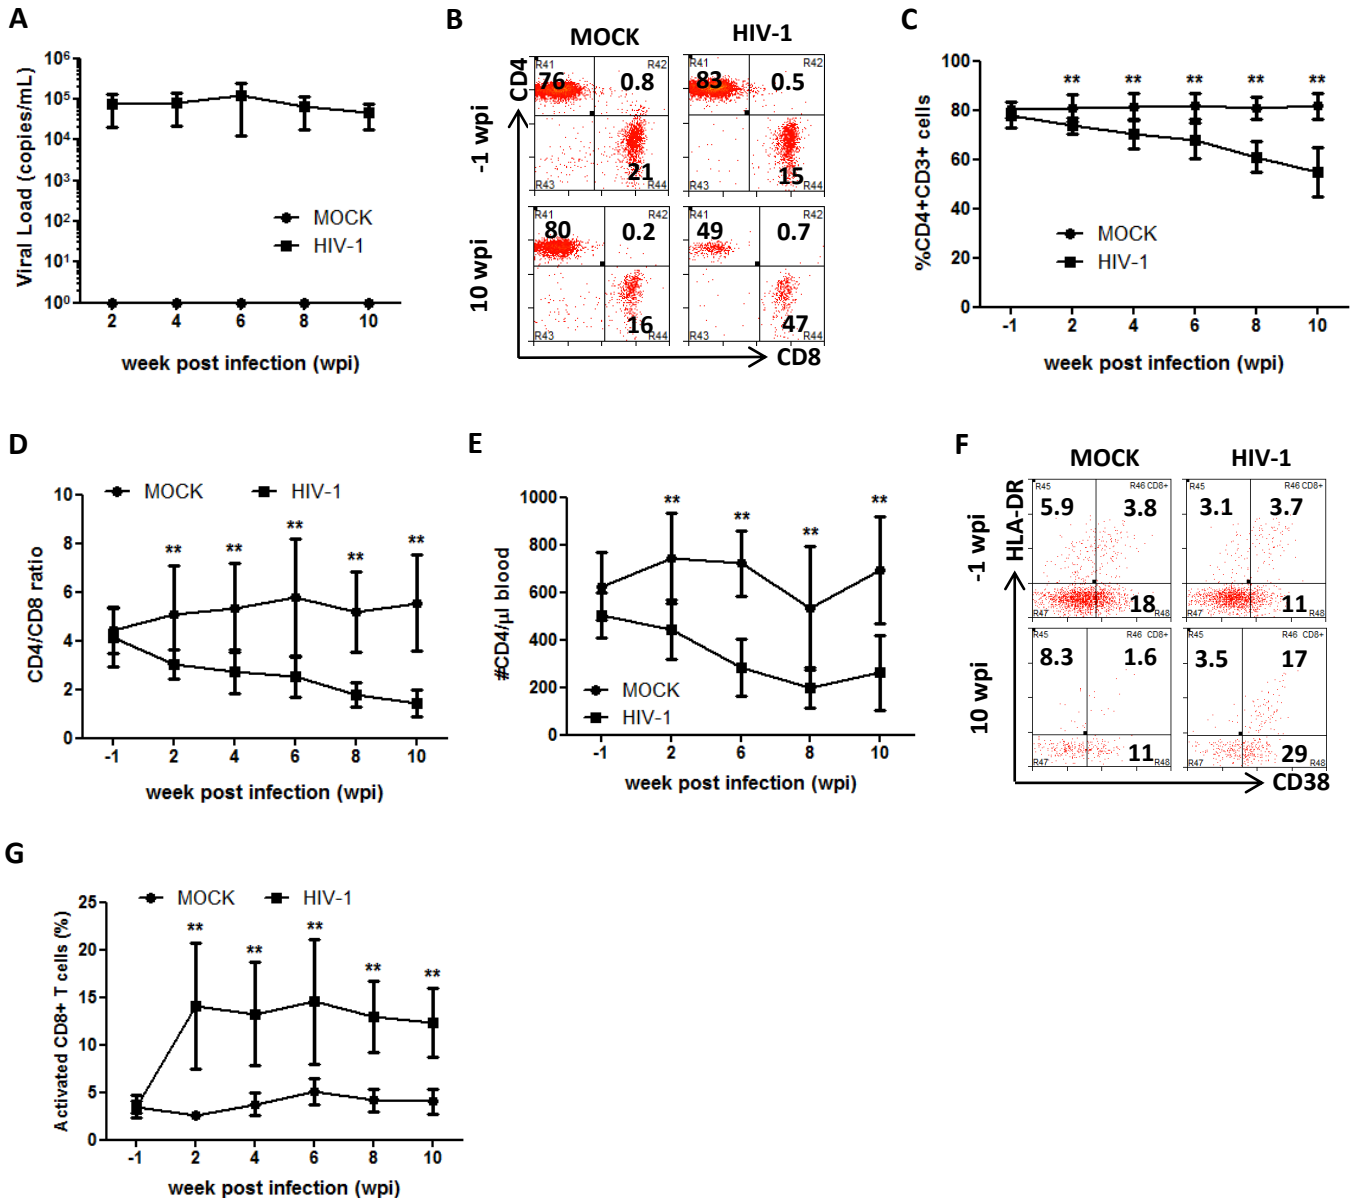 A
Viral Load (copies/mL)
10⁶
10⁵
10⁴
10³
10²
10¹
10⁰
MOCK
HIV-1
2 4 6 8 10
week post infection (wpi)
B
MOCK HIV-1
CD4
-1 wpi
R41 R42
76 0.8
21
R43 R44
R41 R42
83 0.5
15
R43 R44
10 wpi
R41 R42
80 0.2
16
R43 R44
R41 R42
49 0.7
47
R43 R44
CD8
C
%CD4+CD3+ cells
100
80
60
40
20
0
** ** ** ** **
MOCK
HIV-1
-1 2 4 6 8 10
week post infection (wpi)
D
CD4/CD8 ratio
10
8
6
4
2
0
MOCK HIV-1
** ** ** ** **
-1 2 4 6 8 10
week post infection (wpi)
E
#CD4/µl blood
1000
800
600
400
200
0
** ** ** **
MOCK
HIV-1
-1 2 6 8 10
week post infection (wpi)
F
MOCK HIV-1
HLA-DR
-1 wpi
R45 R46 CD8+
5.9 3.8
18
R47 R48
R45 R46 CD8+
3.1 3.7
11
R47 R48
10 wpi
R45 R46 CD8+
8.3 1.6
11
R47 R48
R45 R46 CD8+
3.5 17
29
R47 R48
CD38
G
Activated CD8+ T cells (%)
25
20
15
10
5
0
MOCK HIV-1
** ** ** ** **
-1 2 4 6 8 10
week post infection (wpi)